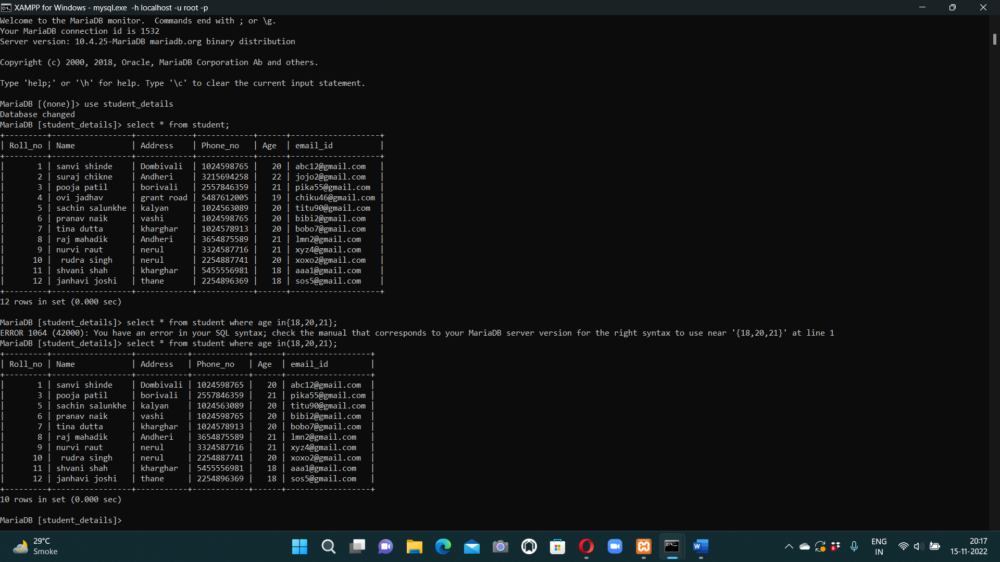 XAMPP for Windows - mysql.exe  -h localhost -u root -p
Welcome to the MariaDB monitor.  Commands end with ; or \g.
Your MariaDB connection id is 1532
Server version: 10.4.25-MariaDB mariadb.org binary distribution

Copyright (c) 2000, 2018, Oracle, MariaDB Corporation Ab and others.

Type 'help;' or '\h' for help. Type '\c' to clear the current input statement.

MariaDB [(none)]> use student_details
Database changed
MariaDB [student_details]> select * from student;
+---------+-----------------+------------+------------+------+-------------------+
| Roll_no | Name            | Address    | Phone_no   | Age  | email_id          |
+---------+-----------------+------------+------------+------+-------------------+
|       1 | sanvi shinde    | Dombivali  | 1024598765 |   20 | abc12@gmail.com   |
|       2 | suraj chikne    | Andheri    | 3215694258 |   22 | jojo2@gmail.com   |
|       3 | pooja patil     | borivali   | 2557846359 |   21 | pika55@gmail.com  |
|       4 | ovi jadhav      | grant road | 5487612005 |   19 | chiku46@gmail.com |
|       5 | sachin salunkhe | kalyan     | 1024563089 |   20 | titu90@gmail.com  |
|       6 | pranav naik     | vashi      | 1024598765 |   20 | bibi2@gmail.com   |
|       7 | tina dutta      | kharghar   | 1024578913 |   20 | bobo7@gmail.com   |
|       8 | raj mahadik     | Andheri    | 3654875589 |   21 | lmn2@gmail.com    |
|       9 | nurvi raut      | nerul      | 3324587716 |   21 | xyz4@gmail.com    |
|      10 |  rudra singh    | nerul      | 2254887741 |   20 | xoxo2@gmail.com   |
|      11 | shvani shah     | kharghar   | 5455556981 |   18 | aaa1@gmail.com    |
|      12 | janhavi joshi   | thane      | 2254896369 |   18 | sos5@gmail.com    |
+---------+-----------------+------------+------------+------+-------------------+
12 rows in set (0.000 sec)

MariaDB [student_details]> select * from student where age in{18,20,21};
ERROR 1064 (42000): You have an error in your SQL syntax; check the manual that corresponds to your MariaDB server version for the right syntax to use near '{18,20,21}' at line 1
MariaDB [student_details]> select * from student where age in(18,20,21);
+---------+-----------------+-----------+------------+------+------------------+
| Roll_no | Name            | Address   | Phone_no   | Age  | email_id         |
+---------+-----------------+-----------+------------+------+------------------+
|       1 | sanvi shinde    | Dombivali | 1024598765 |   20 | abc12@gmail.com  |
|       3 | pooja patil     | borivali  | 2557846359 |   21 | pika55@gmail.com |
|       5 | sachin salunkhe | kalyan    | 1024563089 |   20 | titu90@gmail.com |
|       6 | pranav naik     | vashi     | 1024598765 |   20 | bibi2@gmail.com  |
|       7 | tina dutta      | kharghar  | 1024578913 |   20 | bobo7@gmail.com  |
|       8 | raj mahadik     | Andheri   | 3654875589 |   21 | lmn2@gmail.com   |
|       9 | nurvi raut      | nerul     | 3324587716 |   21 | xyz4@gmail.com   |
|      10 |  rudra singh    | nerul     | 2254887741 |   20 | xoxo2@gmail.com  |
|      11 | shvani shah     | kharghar  | 5455556981 |   18 | aaa1@gmail.com   |
|      12 | janhavi joshi   | thane     | 2254896369 |   18 | sos5@gmail.com   |
+---------+-----------------+-----------+------------+------+------------------+
10 rows in set (0.000 sec)

MariaDB [student_details]>
29°C
Smoke
6
ENG
IN
20:17
15-11-2022